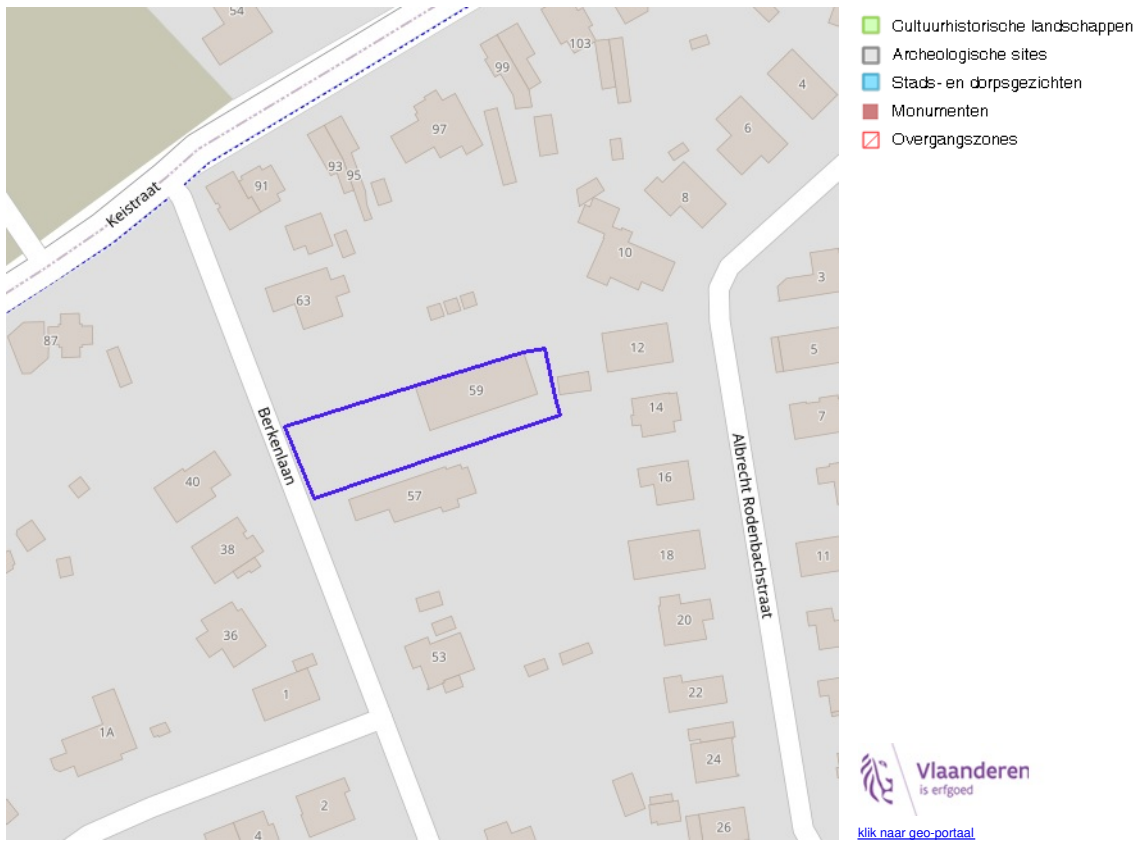 54
103
99
4
97
6
93
95
91
8
Keistraat
10
3
63
87
12
5
59
14
7
Berkenlaan
Albrecht Rodenbachstraat
40
16
57
38
18
11
36
20
53
1
22
1A
24
2
4
26
Cultuurhistorische landschappen
Archeologische sites
Stads- en dorpsgezichten
Monumenten
Overgangszones
Vlaanderen
is erfgoed
klik naar geo-portaal